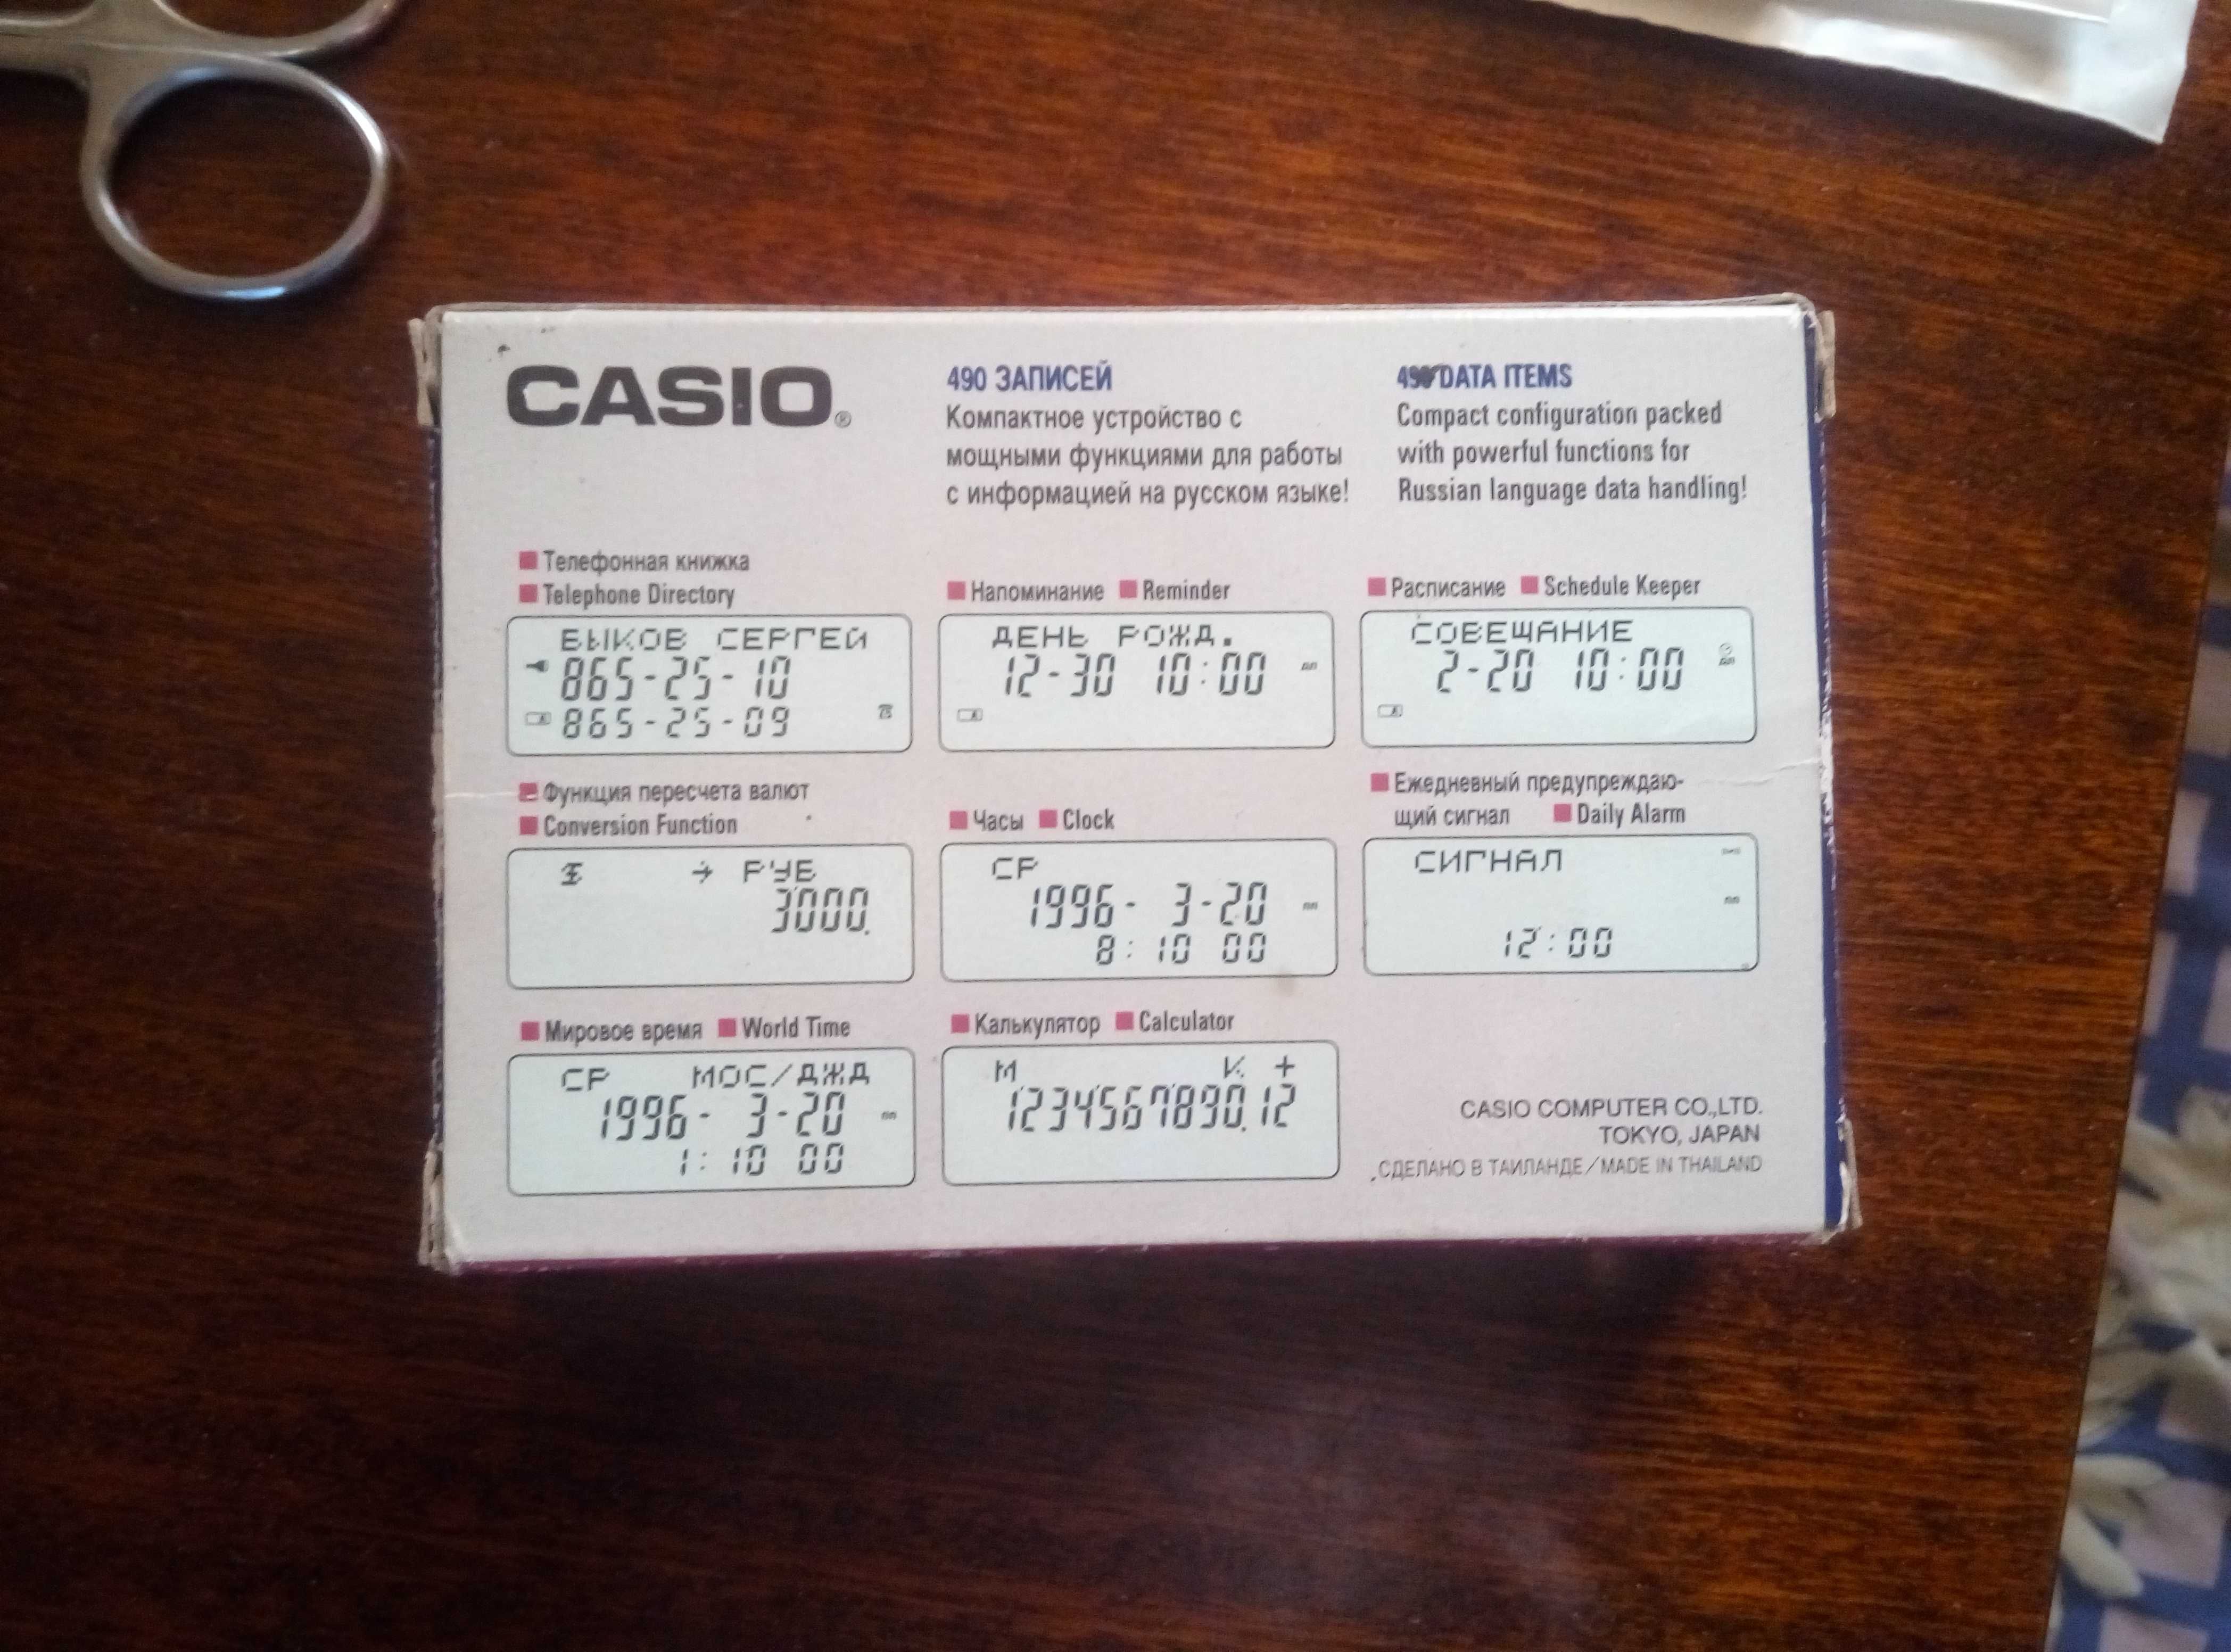 CASIO®
490 ЗАПИСЕЙ
Компактное устройство с
мощными функциями для работы
с информацией на русском языке!
490 DATA ITEMS
Compact configuration packed
with powerful functions for
Russian language data handling!
Телефонная книжка
Telephone Directory
БЫКОВ СЕРГЕЙ
865-25-10
865-25-09
Напоминание Reminder
ДЕНЬ РОЖД.
12-30 10:00
Расписание Schedule Keeper
СОВЕЩАНИЕ
2-20 10:00
Функция пересчета валют
Conversion Function
→ РУБ
3000.
Часы Clock
СР
1996- 3-20
8:10 00
Ежедневный предупреждаю-
щий сигнал Daily Alarm
СИГНАЛ
12:00
Мировое время World Time
СР МОС/ДЖД
1996- 3-20
1:10 00
Калькулятор Calculator
М К +
1234567890.12
CASIO COMPUTER CO.,LTD.
TOKYO, JAPAN
СДЕЛАНО В ТАИЛАНДЕ/MADE IN THAILAND